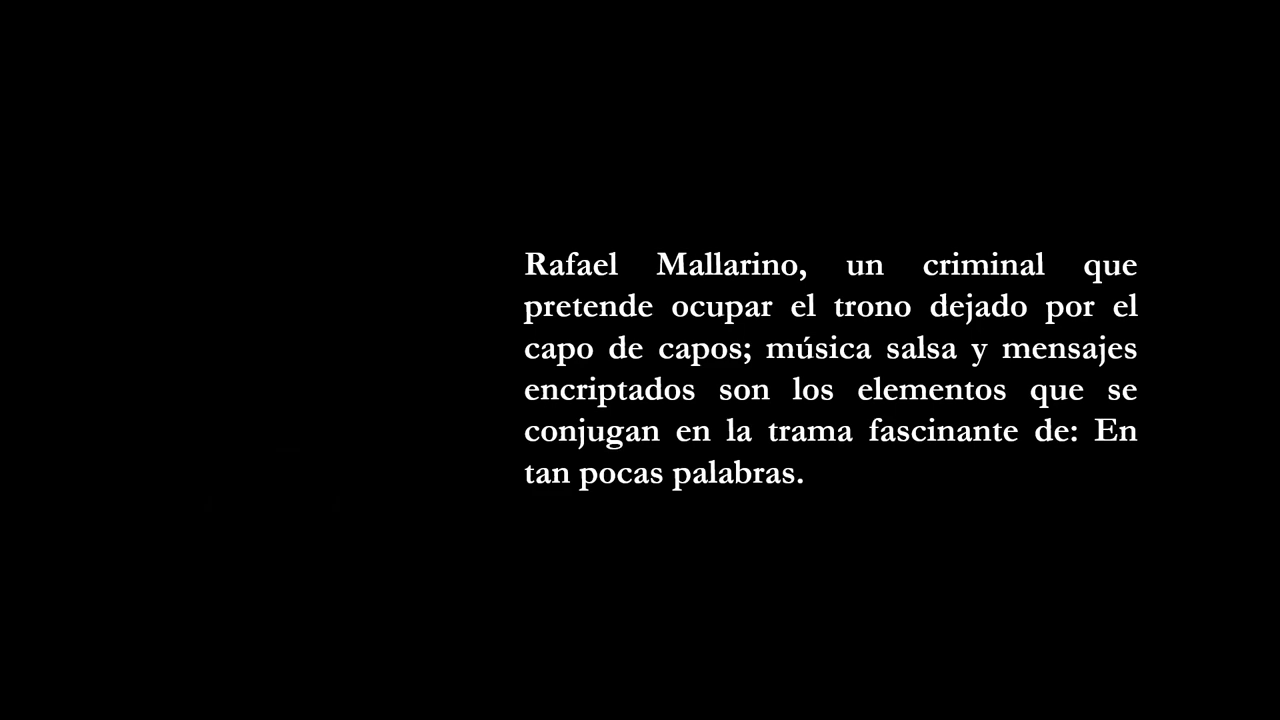 Rafael Mallarino, un criminal que
pretende ocupar el trono dejado por el
capo de capos; música salsa y mensajes
encriptados son los elementos que se
conjugan en la trama fascinante de: En
tan pocas palabras.